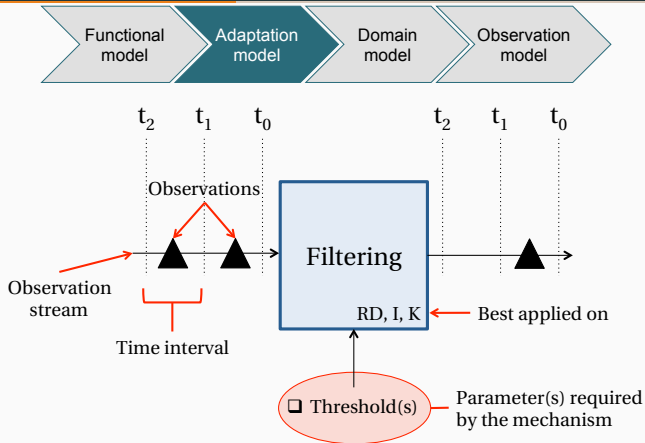 Functional
model
Adaptation
model
Domain
model
Observation
model
t2 t1 t0
t2 t1 t0
Observations
Filtering
RD, I, K
Observation
stream
Time interval
Best applied on
❑ Threshold(s)
Parameter(s) required
by the mechanism